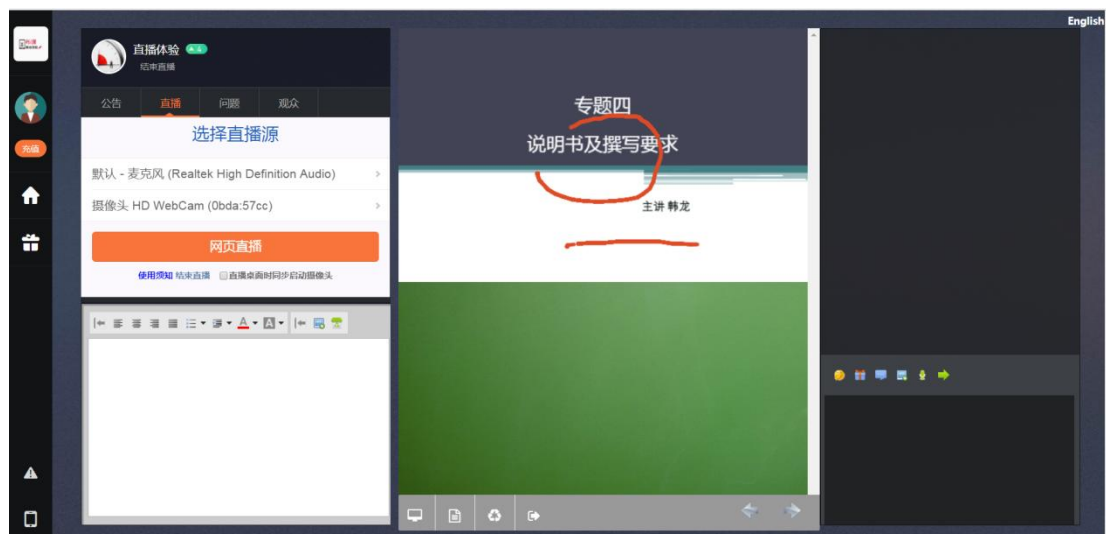 English
直播体验
结束直播
充值
公告 直播 问题 观众
选择直播源
默认 - 麦克风 (Realtek High Definition Audio)
摄像头 HD WebCam (0bda:57cc)
网页直播
使用须知 结束直播 直播桌面时同步启动摄像头
A A
专题四
说明书及撰写要求
主讲 韩龙